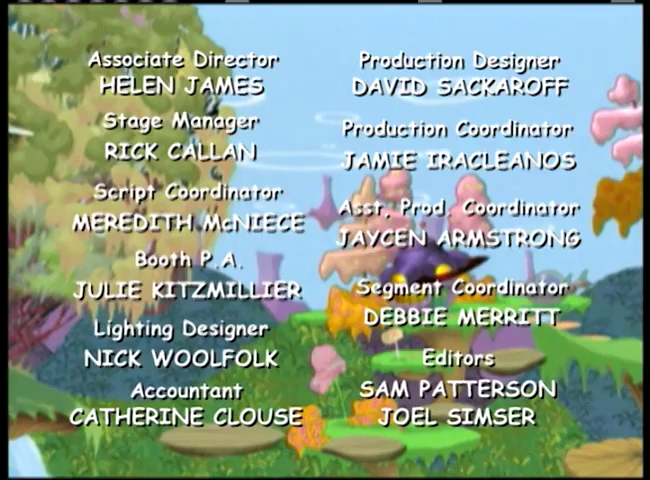 Associate Director
HELEN JAMES
Stage Manager
RICK CALLAN
Script Coordinator
MEREDITH McNIECE
Booth P.A.
JULIE KITZMILLIER
Lighting Designer
NICK WOOLFOLK
Accountant
CATHERINE CLOUSE
Production Designer
DAVID SACKAROFF
Production Coordinator
JAMIE IRACLEANOS
Asst. Prod. Coordinator
JAYCEN ARMSTRONG
Segment Coordinator
DEBBIE MERRITT
Editors
SAM PATTERSON
JOEL SIMSER